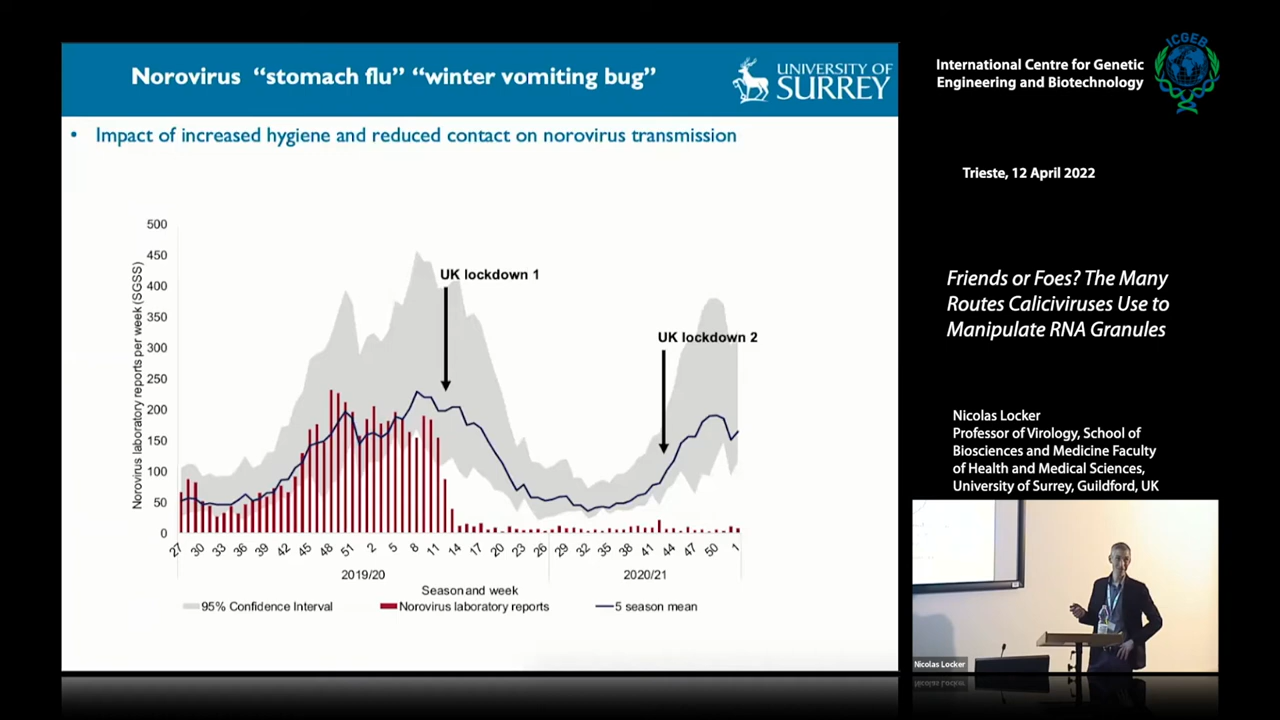 Norovirus “stomach flu” “winter vomiting bug”
UNIVERSITY OF
SURREY
• Impact of increased hygiene and reduced contact on norovirus transmission
500
450
400
350
300
250
200
150
100
50
0
Norovirus laboratory reports per week (SGSS)
UK lockdown 1
UK lockdown 2
27 30 33 36 39 42 45 48 51 2 5 8 11 14 17 20 23 26 29 32 35 38 41 44 47 50 1
2019/20 2020/21
Season and week
95% Confidence Interval Norovirus laboratory reports 5 season mean
International Centre for Genetic
Engineering and Biotechnology
ICGEB
Trieste, 12 April 2022
Friends or Foes? The Many
Routes Caliciviruses Use to
Manipulate RNA Granules
Nicolas Locker
Professor of Virology, School of
Biosciences and Medicine Faculty
of Health and Medical Sciences,
University of Surrey, Guildford, UK
Nicolas Locker